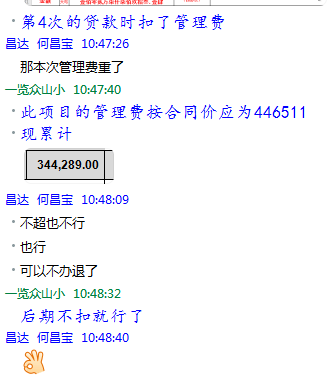 第4次的贷款时扣了管理费
昌达 何昌宝 10:47:26
那本次管理费重了
一览众山小 10:47:40
此项目的管理费按合同价应为446511
现累计
344,289.00
昌达 何昌宝 10:48:09
不超也不行
也行
可以不办退了
一览众山小 10:48:32
后期不扣就行了
昌达 何昌宝 10:48:40